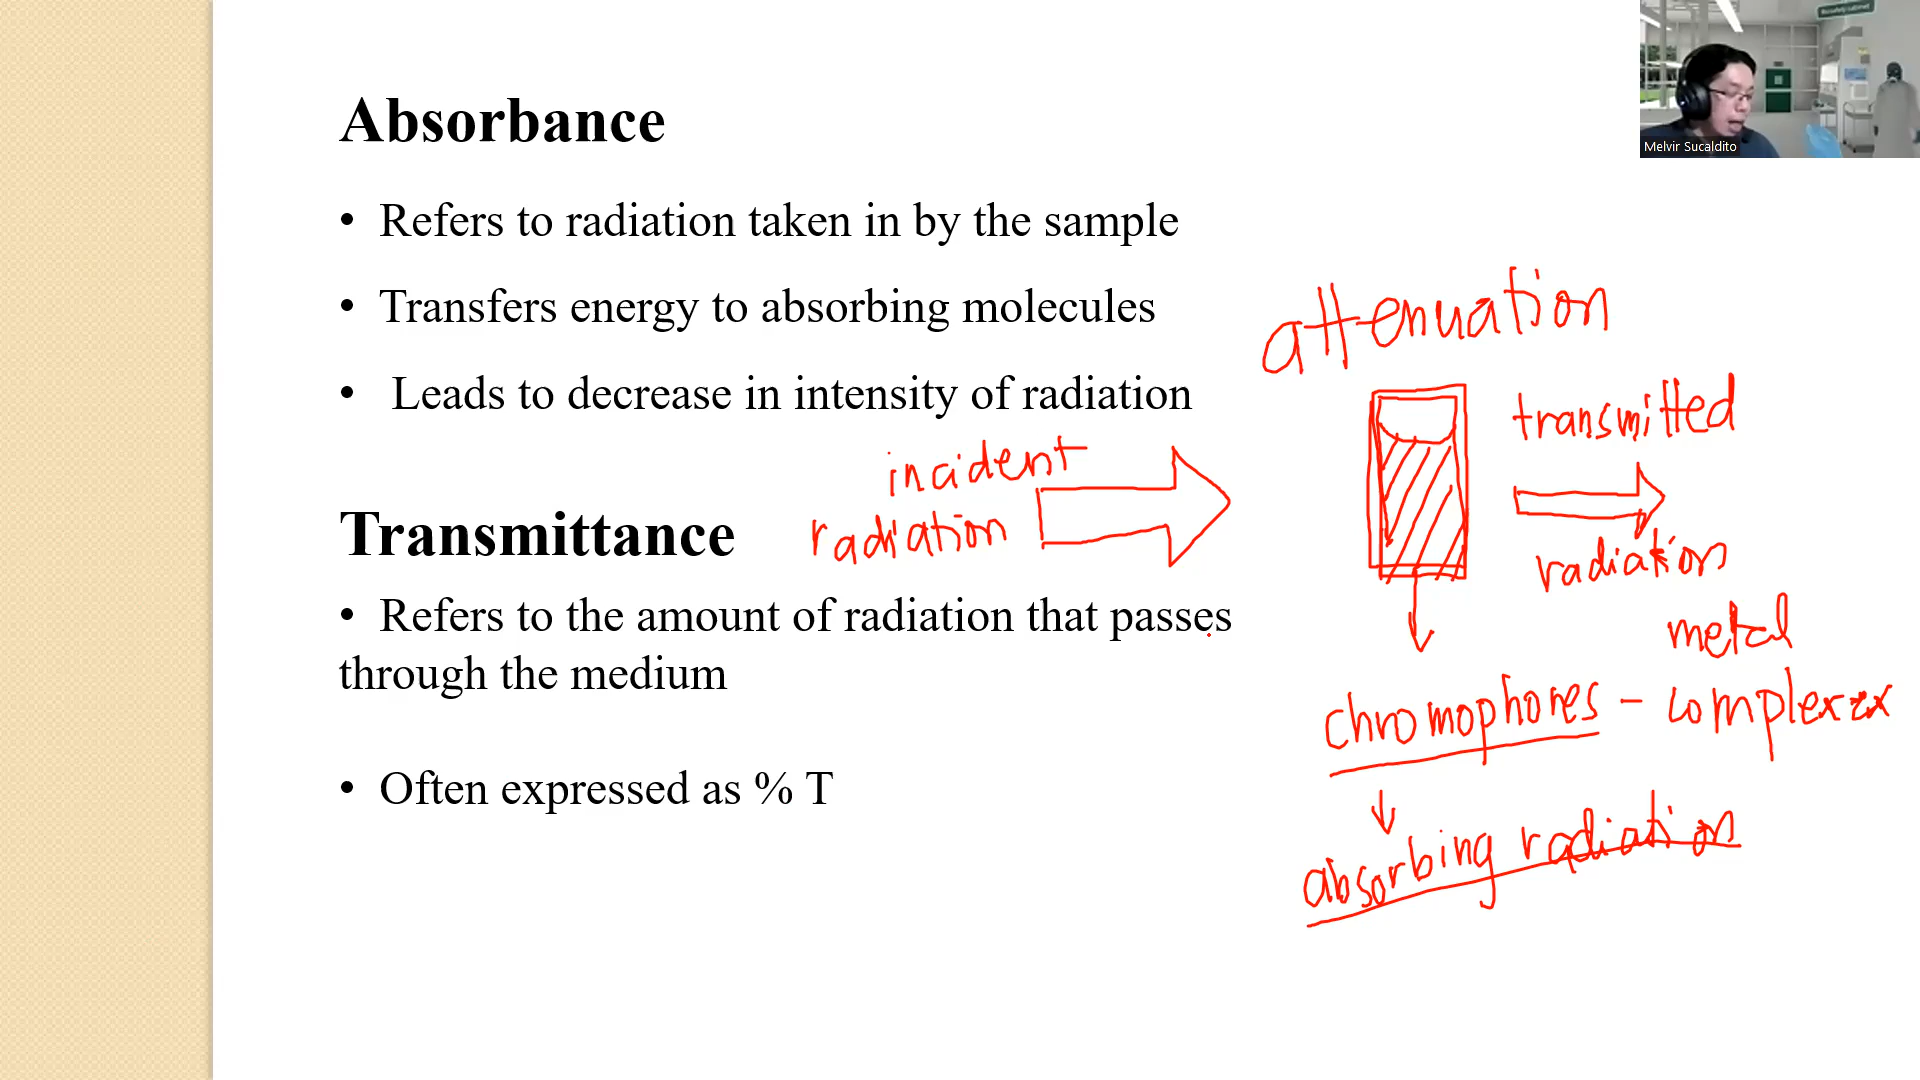 Absorbance
• Refers to radiation taken in by the sample
• Transfers energy to absorbing molecules
• Leads to decrease in intensity of radiation
Transmittance
• Refers to the amount of radiation that passes
through the medium
• Often expressed as % T
attenuation
incident
radiation
transmitted
radiation
metal
chromophores - complexes
absorbing radiation
Melvir Sucaldito